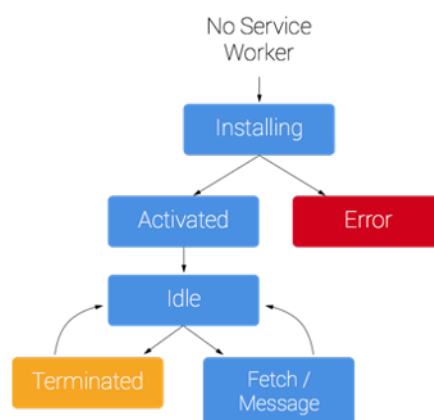 No Service
Worker
Installing
Activated
Error
Idle
Terminated
Fetch /
Message